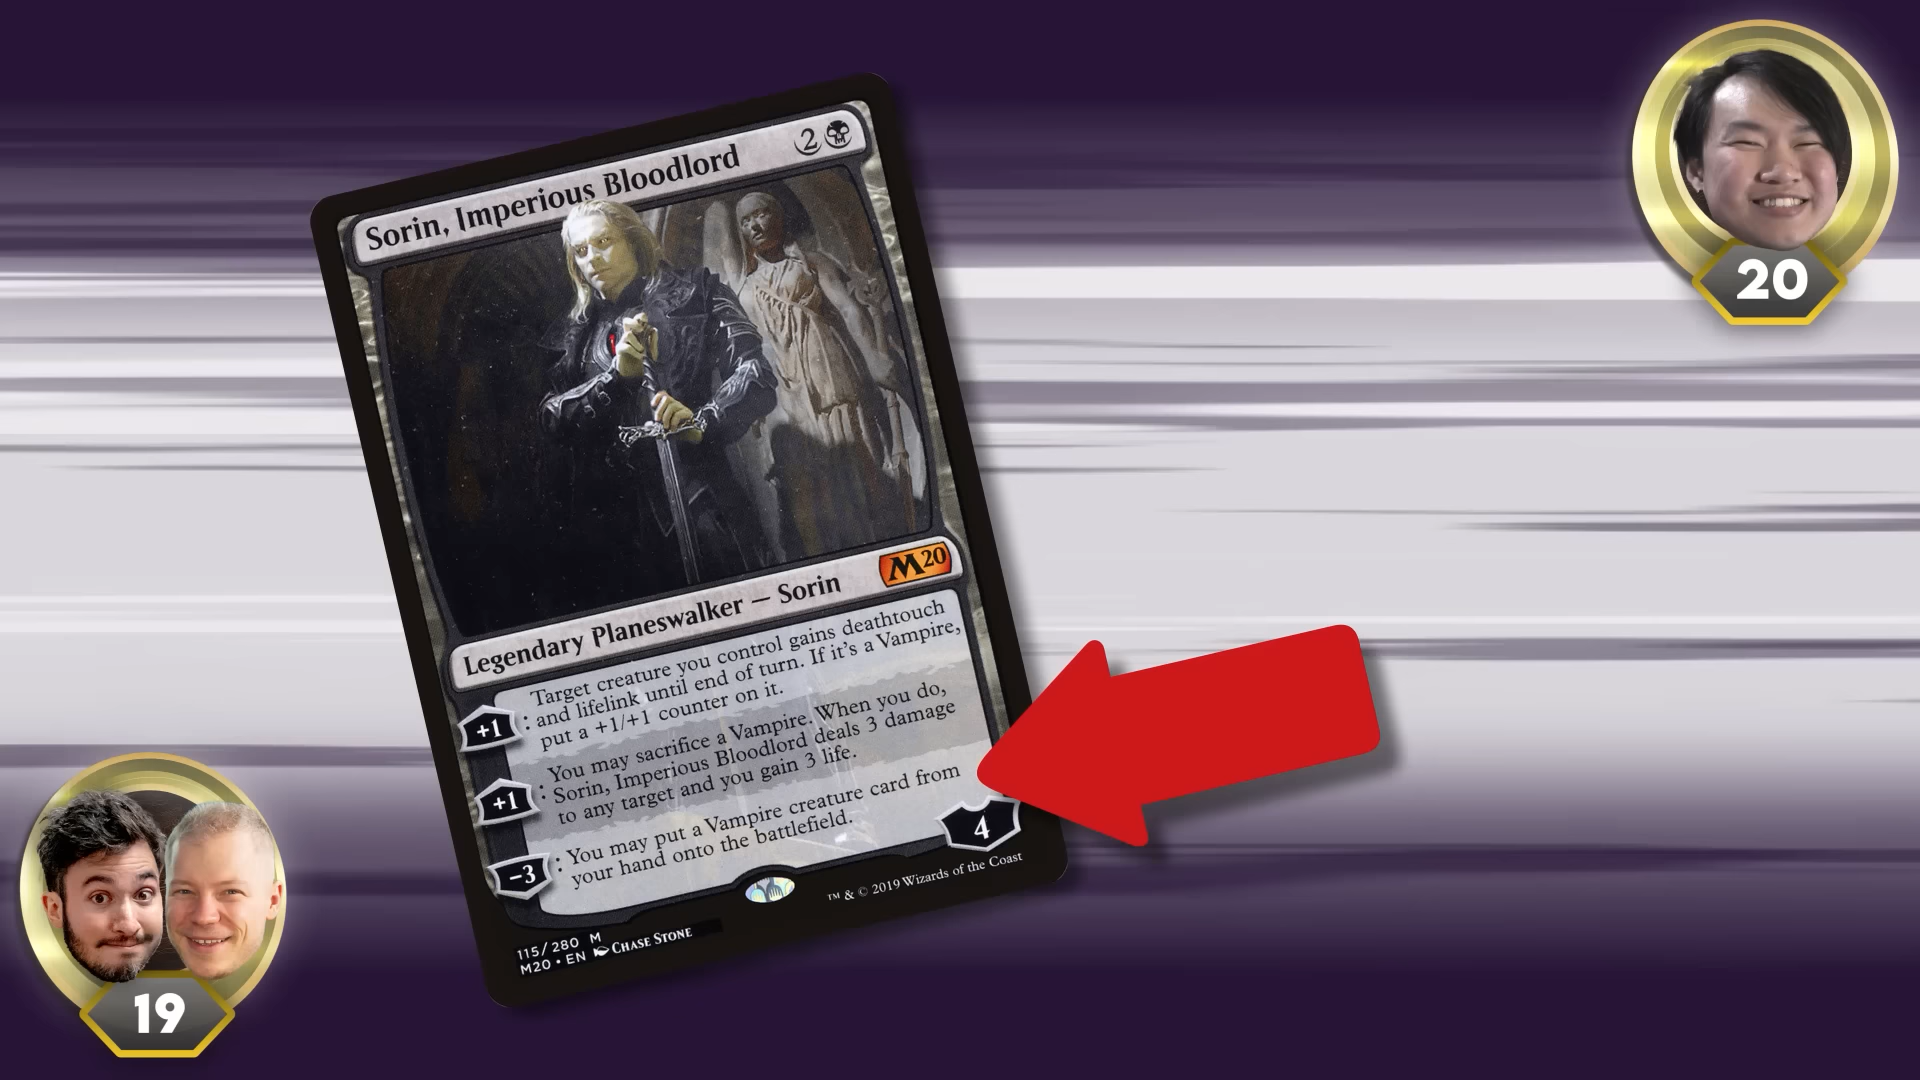 20
Sorin, Imperious Bloodlord 2
M20
Legendary Planeswalker — Sorin
Target creature you control gains deathtouch
+1: and lifelink until end of turn. If it's a Vampire,
put a +1/+1 counter on it.
You may sacrifice a Vampire. When you do,
+1: Sorin, Imperious Bloodlord deals 3 damage
to any target and you gain 3 life.
−3: You may put a Vampire creature card from
your hand onto the battlefield.
4
™ & © 2019 Wizards of the Coast
115/280 M
M20 • EN Chase Stone
19